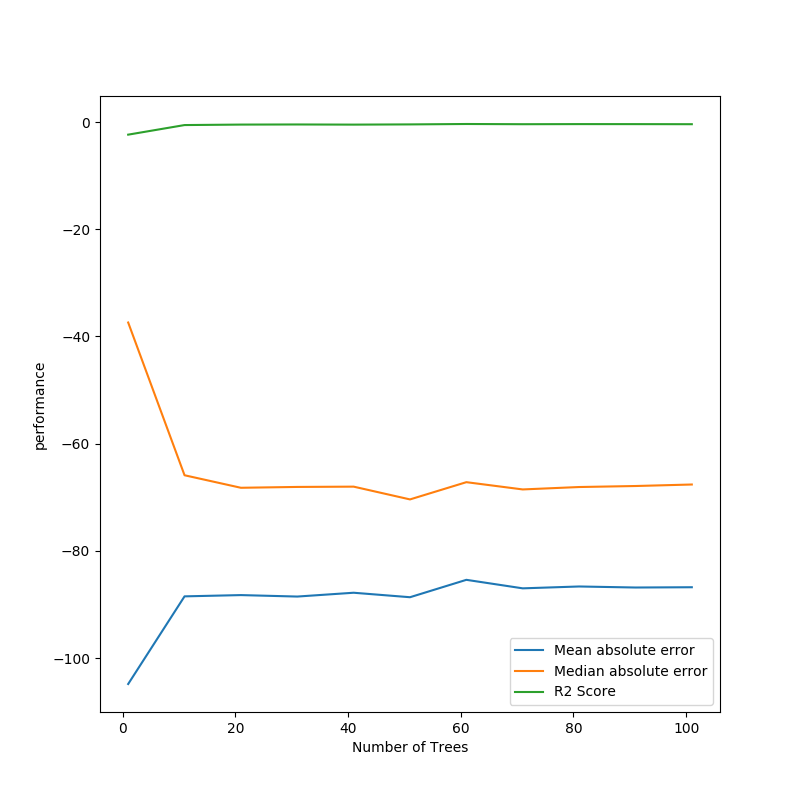 0
−20
−40
−60
−80
−100
performance
0 20 40 60 80 100
Number of Trees
Mean absolute error
Median absolute error
R2 Score